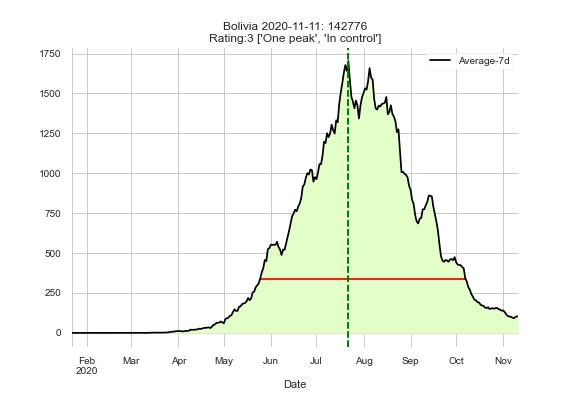 Bolivia 2020-11-11: 142776
Rating:3 ['One peak', 'In control']
Average-7d
1750
1500
1250
1000
750
500
250
0
Feb Mar Apr May Jun Jul Aug Sep Oct Nov
2020
Date